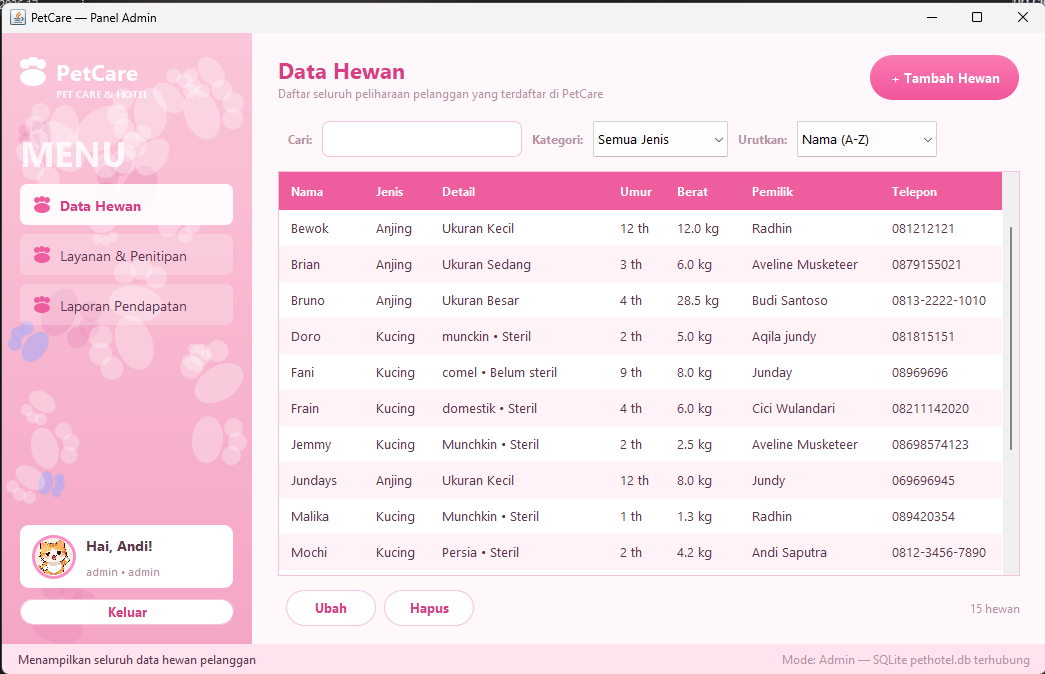 PetCare — Panel Admin
PetCare
PET CARE & HOTEL
MENU
Data Hewan
Layanan & Penitipan
Laporan Pendapatan
Hai, Andi!
admin • admin
Keluar
Data Hewan
Daftar seluruh peliharaan pelanggan yang terdaftar di PetCare
+ Tambah Hewan
Cari: Kategori: Semua Jenis Urutkan: Nama (A-Z)
Nama Jenis Detail Umur Berat Pemilik Telepon
Bewok Anjing Ukuran Kecil 12 th 12.0 kg Radhin 081212121
Brian Anjing Ukuran Sedang 3 th 6.0 kg Aveline Musketeer 0879155021
Bruno Anjing Ukuran Besar 4 th 28.5 kg Budi Santoso 0813-2222-1010
Doro Kucing munckin • Steril 2 th 5.0 kg Aqila jundy 081815151
Fani Kucing comel • Belum steril 9 th 8.0 kg Junday 08969696
Frain Kucing domestik • Steril 4 th 6.0 kg Cici Wulandari 08211142020
Jemmy Kucing Munchkin • Steril 2 th 2.5 kg Aveline Musketeer 08698574123
Jundays Anjing Ukuran Kecil 12 th 8.0 kg Jundy 069696945
Malika Kucing Munchkin • Steril 1 th 1.3 kg Radhin 089420354
Mochi Kucing Persia • Steril 2 th 4.2 kg Andi Saputra 0812-3456-7890
Ubah Hapus 15 hewan
Menampilkan seluruh data hewan pelanggan Mode: Admin — SQLite pethotel.db terhubung